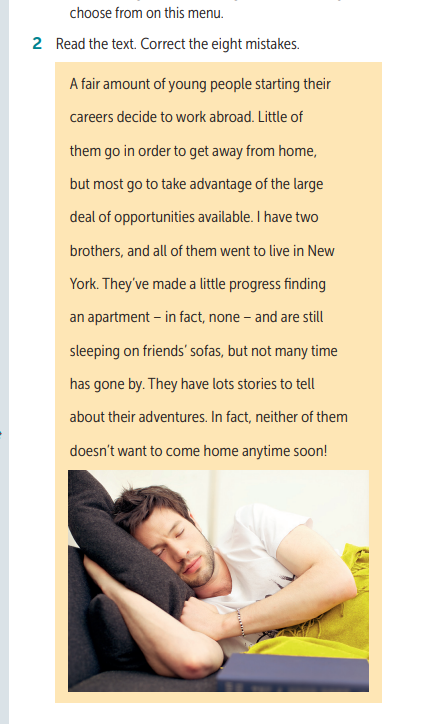 choose from on this menu.
2 Read the text. Correct the eight mistakes.
A fair amount of young people starting their
careers decide to work abroad. Little of
them go in order to get away from home,
but most go to take advantage of the large
deal of opportunities available. I have two
brothers, and all of them went to live in New
York. They’ve made a little progress finding
an apartment – in fact, none – and are still
sleeping on friends’ sofas, but not many time
has gone by. They have lots stories to tell
about their adventures. In fact, neither of them
doesn’t want to come home anytime soon!